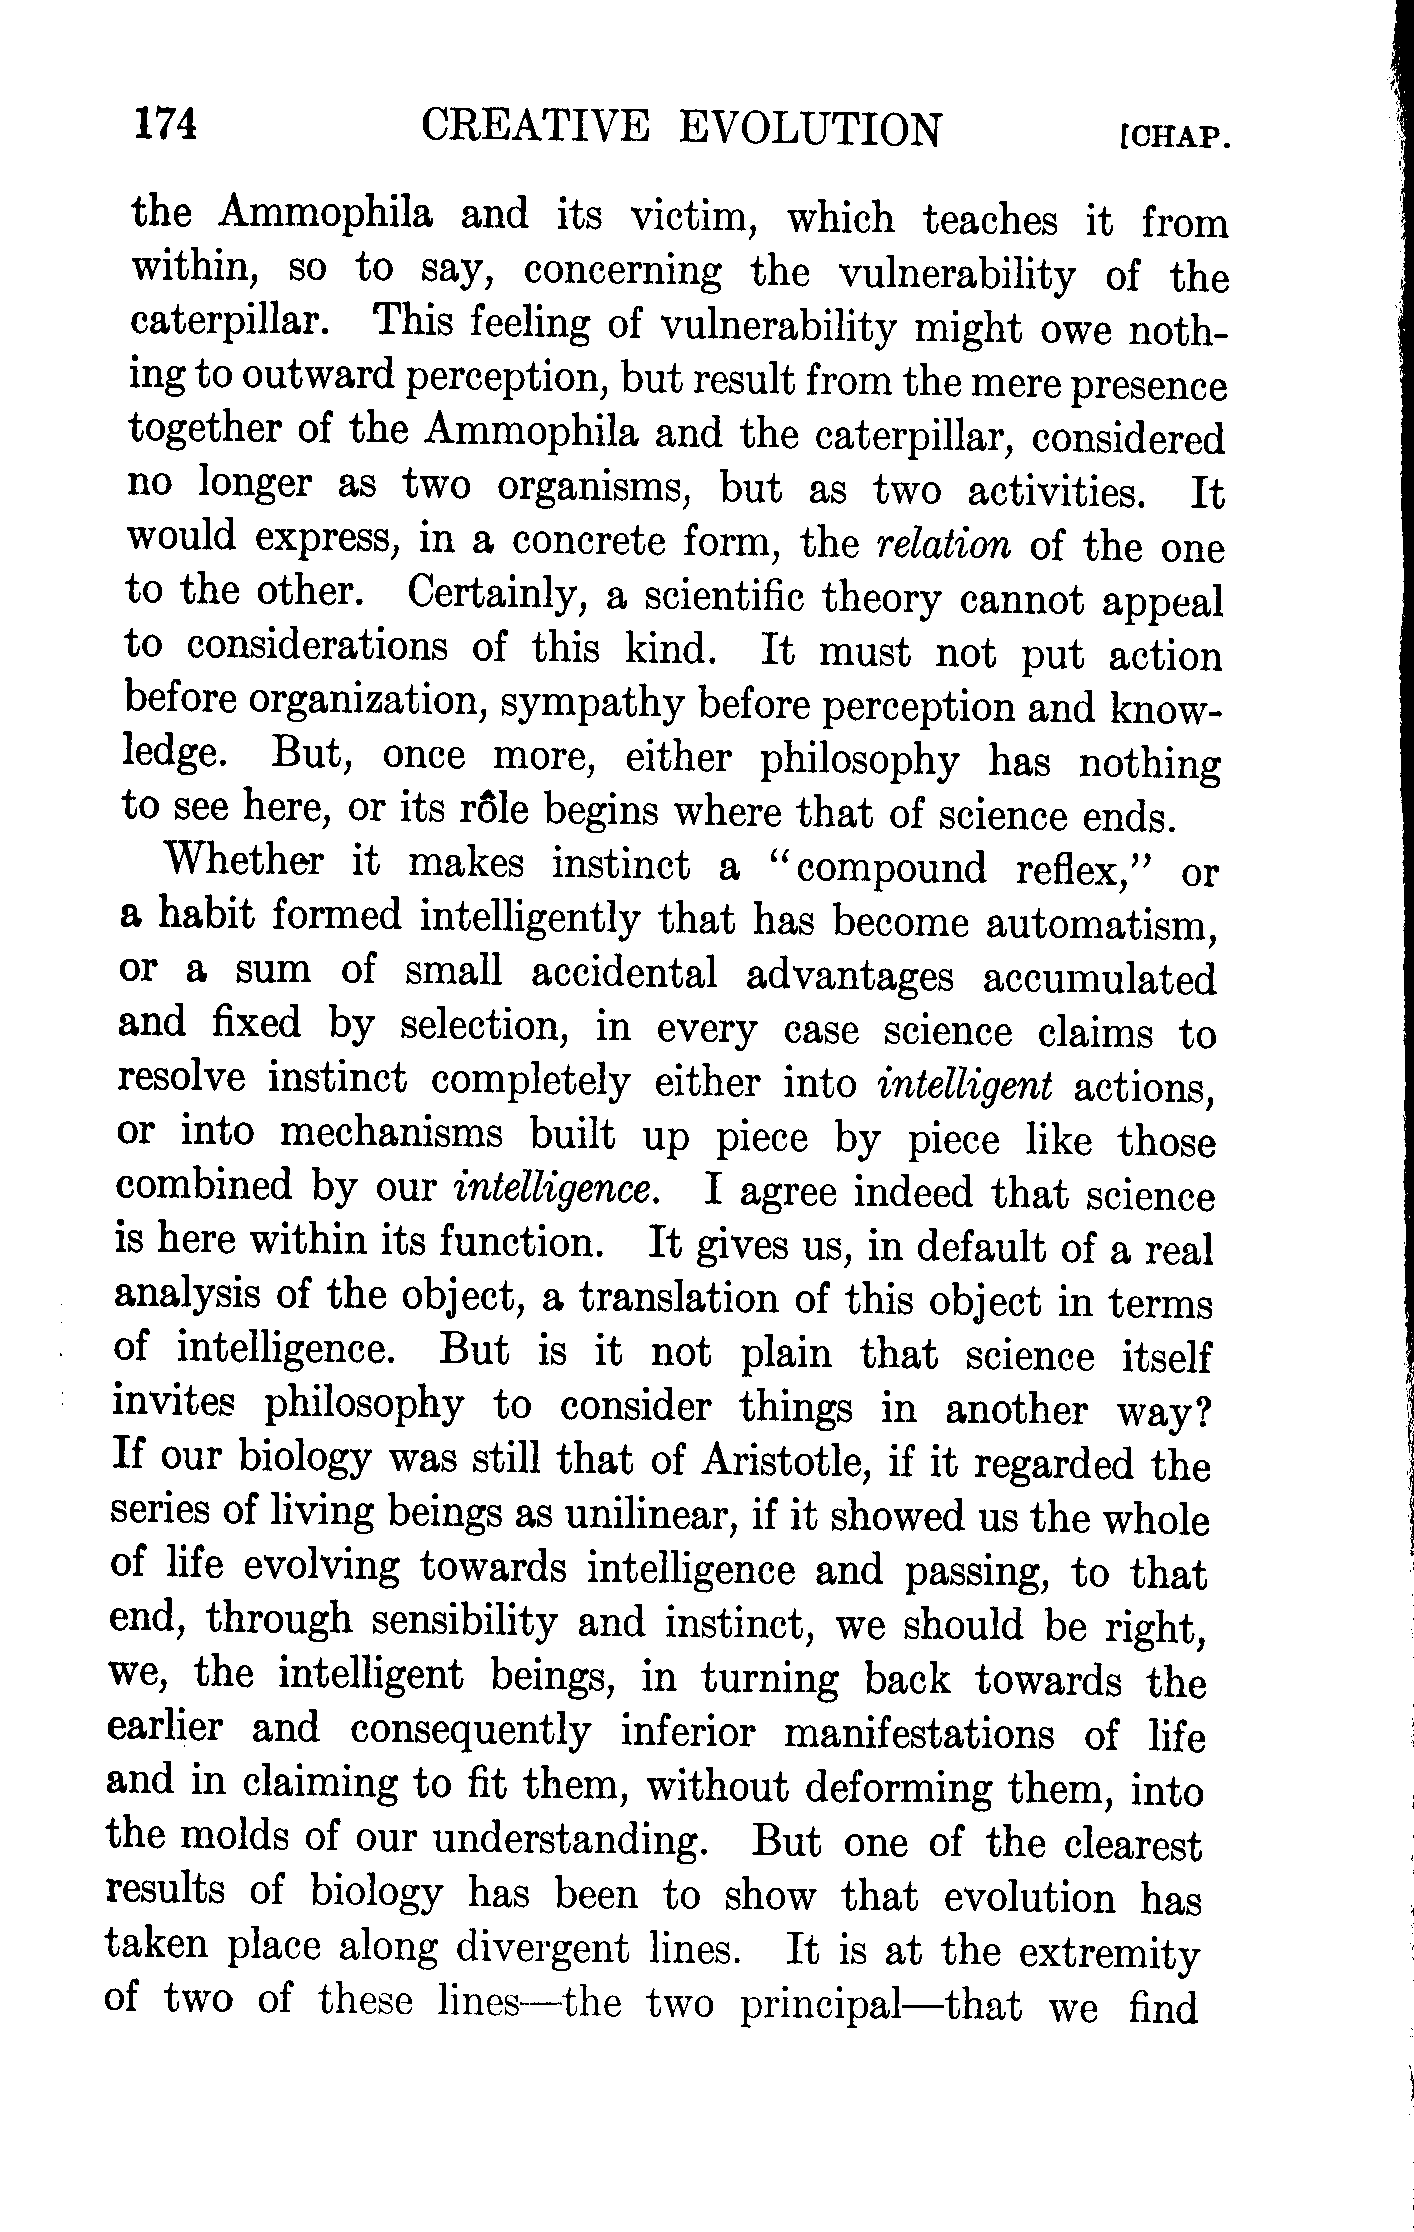 174 CREATIVE EVOLUTION [CHAP.
the Ammophila and its victim, which teaches it from
within, so to say, concerning the vulnerability of the
caterpillar. This feeling of vulnerability might owe noth-
ing to outward perception, but result from the mere presence
together of the Ammophila and the caterpillar, considered
no longer as two organisms, but as two activities. It
would express, in a concrete form, the relation of the one
to the other. Certainly, a scientific theory cannot appeal
to considerations of this kind. It must not put action
before organization, sympathy before perception and know-
ledge. But, once more, either philosophy has nothing
to see here, or its rôle begins where that of science ends.
Whether it makes instinct a "compound reflex," or
a habit formed intelligently that has become automatism,
or a sum of small accidental advantages accumulated
and fixed by selection, in every case science claims to
resolve instinct completely either into intelligent actions,
or into mechanisms built up piece by piece like those
combined by our intelligence. I agree indeed that science
is here within its function. It gives us, in default of a real
analysis of the object, a translation of this object in terms
of intelligence. But is it not plain that science itself
invites philosophy to consider things in another way?
If our biology was still that of Aristotle, if it regarded the
series of living beings as unilinear, if it showed us the whole
of life evolving towards intelligence and passing, to that
end, through sensibility and instinct, we should be right,
we, the intelligent beings, in turning back towards the
earlier and consequently inferior manifestations of life
and in claiming to fit them, without deforming them, into
the molds of our understanding. But one of the clearest
results of biology has been to show that evolution has
taken place along divergent lines. It is at the extremity
of two of these lines—the two principal—that we find